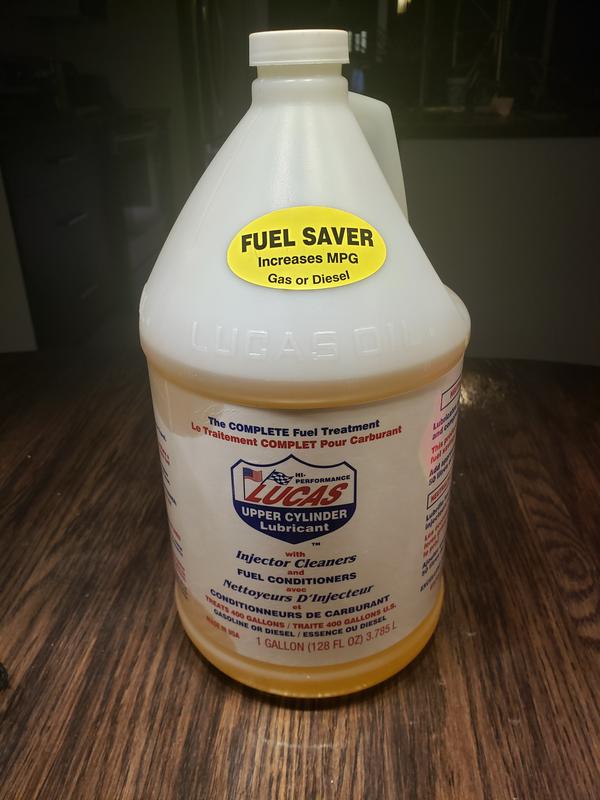 FUEL SAVER
Increases MPG
Gas or Diesel
LUCAS OIL
The COMPLETE Fuel Treatment
Le Traitement COMPLET Pour Carburant
HI-
PERFORMANCE
LUCAS
UPPER CYLINDER
Lubricant
TM
with
Injector Cleaners
and
FUEL CONDITIONERS
avec
Nettoyeurs D'Injecteur
et
CONDITIONNEURS DE CARBURANT
TREATS 400 GALLONS / TRAITE 400 GALLONS U.S.
GASOLINE OR DIESEL / ESSENCE OU DIESEL
MADE IN USA
1 GALLON (128 FL OZ) 3.785 L